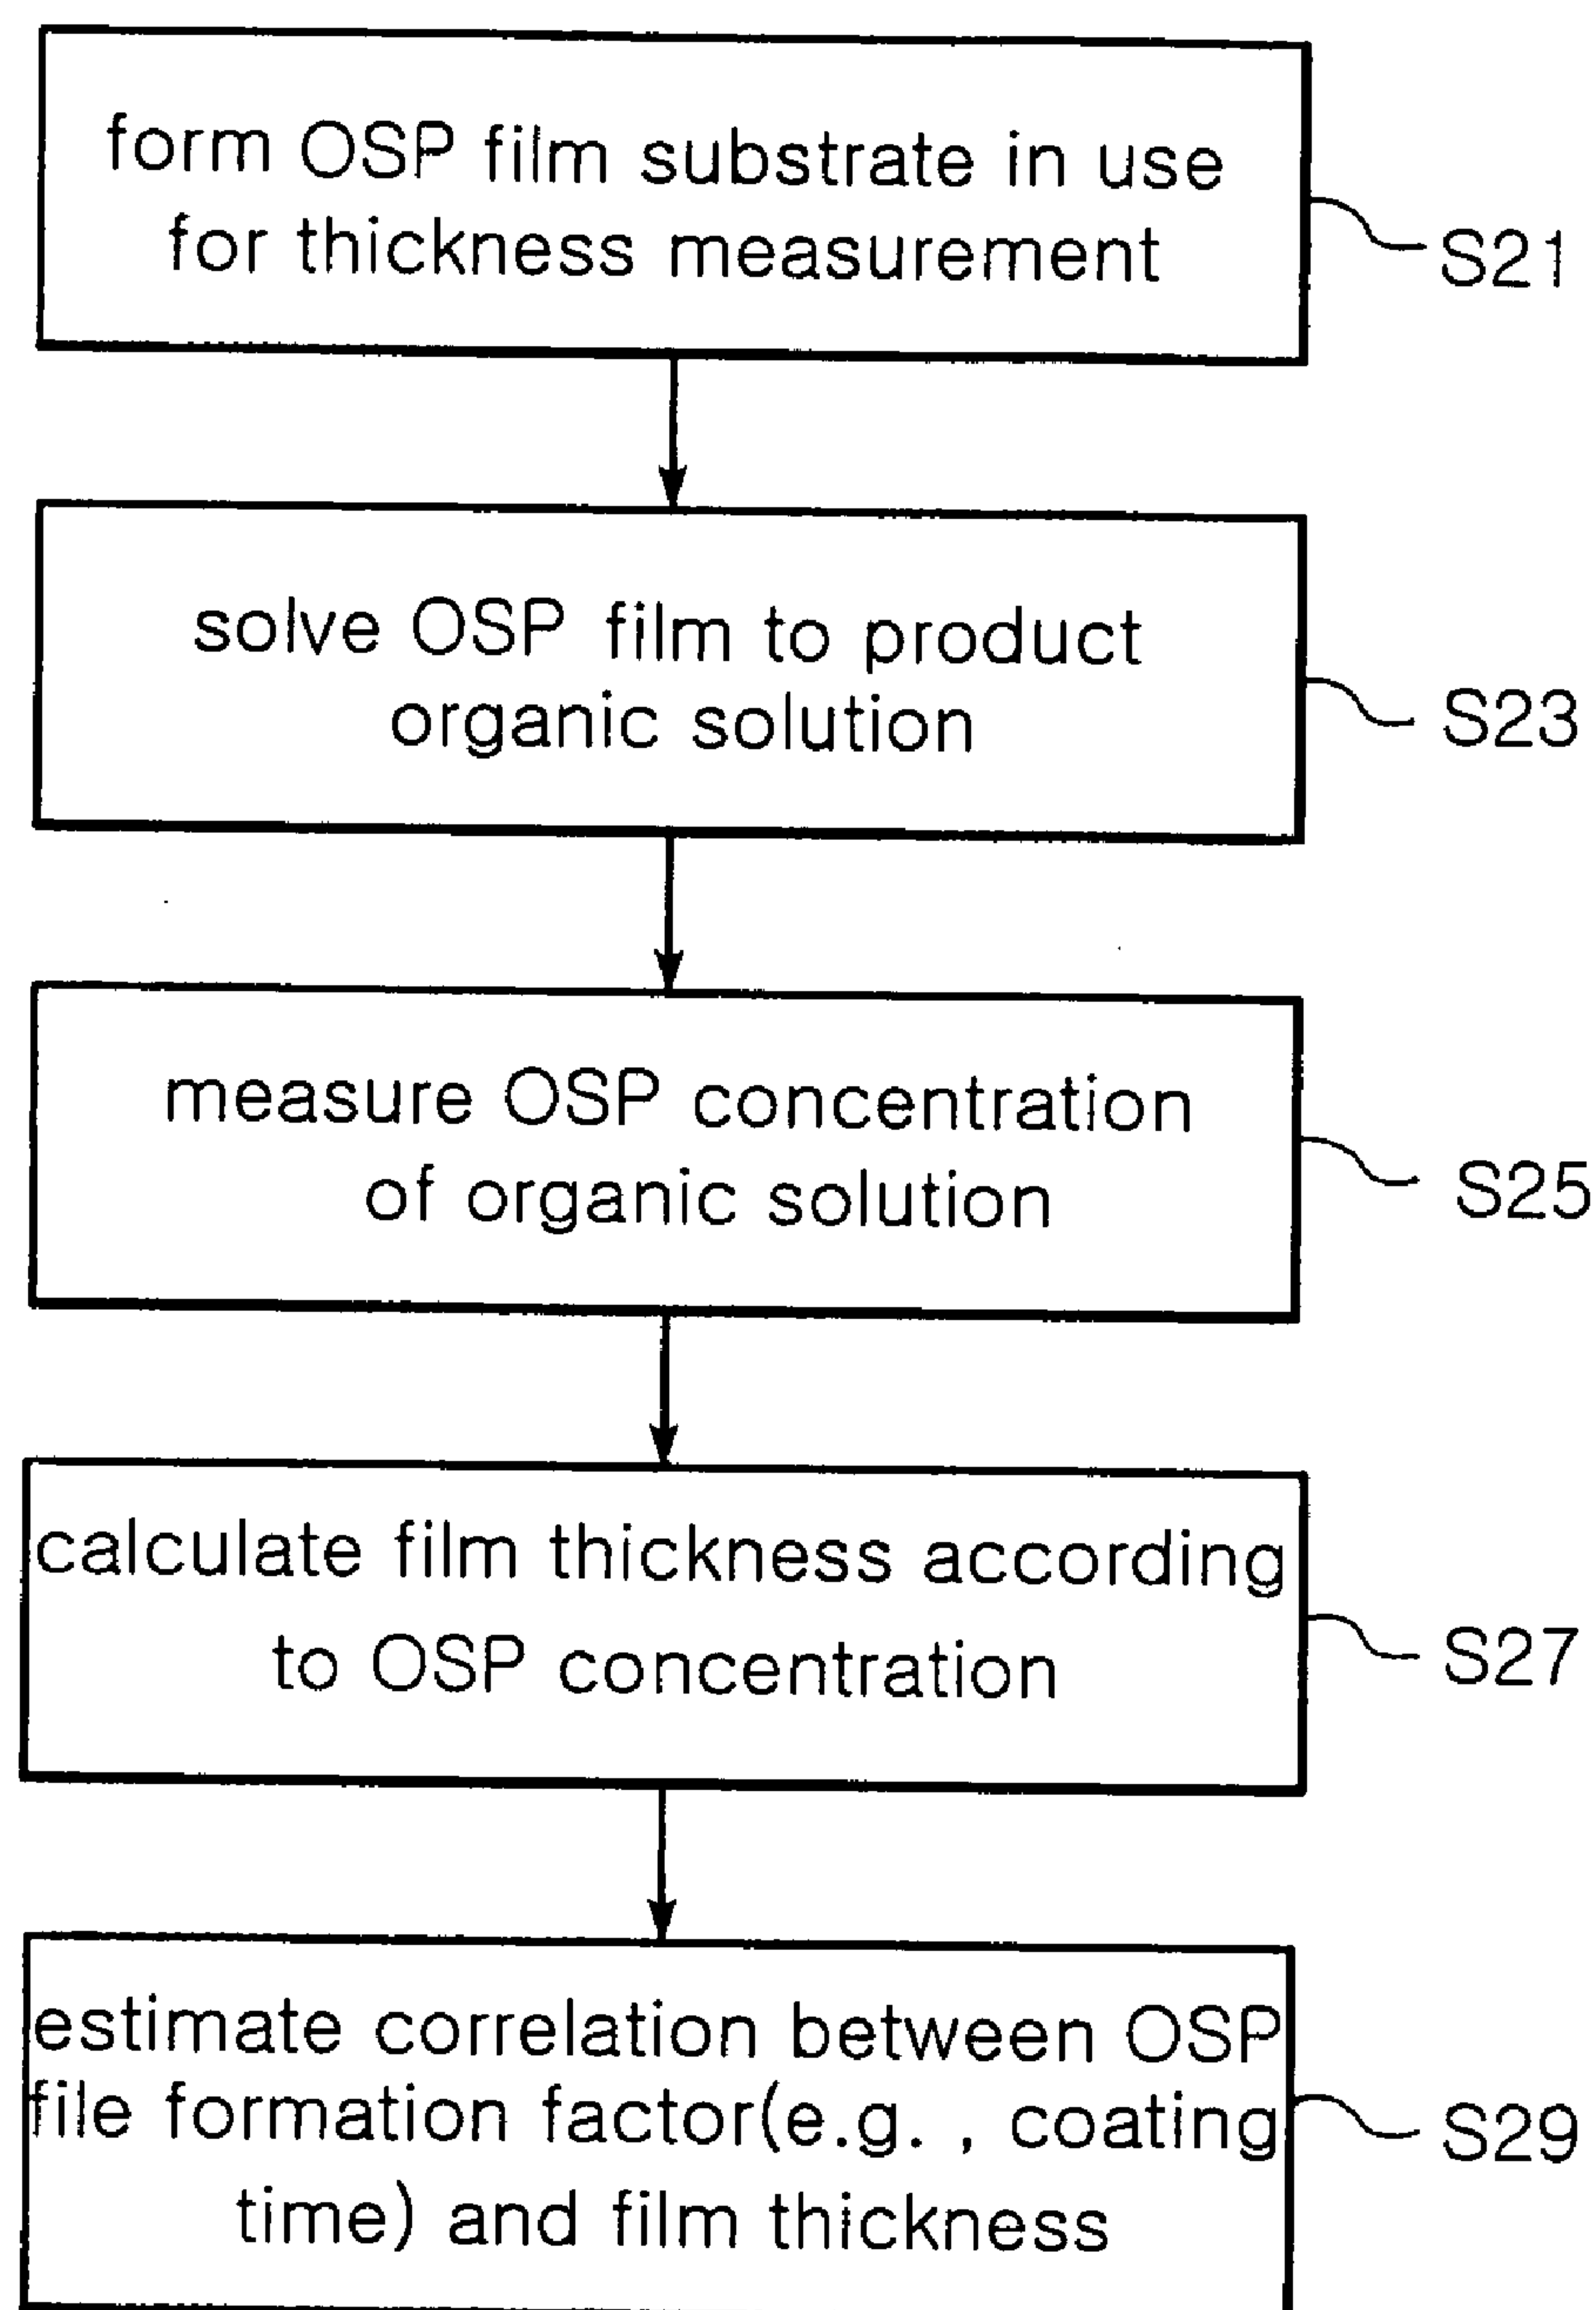 form OSP film substrate in use
for thickness measurement
S21
solve OSP film to product
organic solution
S23
measure OSP concentration
of organic solution
S25
calculate film thickness according
to OSP concentration
S27
estimate correlation between OSP
file formation factor(e.g. , coating
time) and film thickness
S29